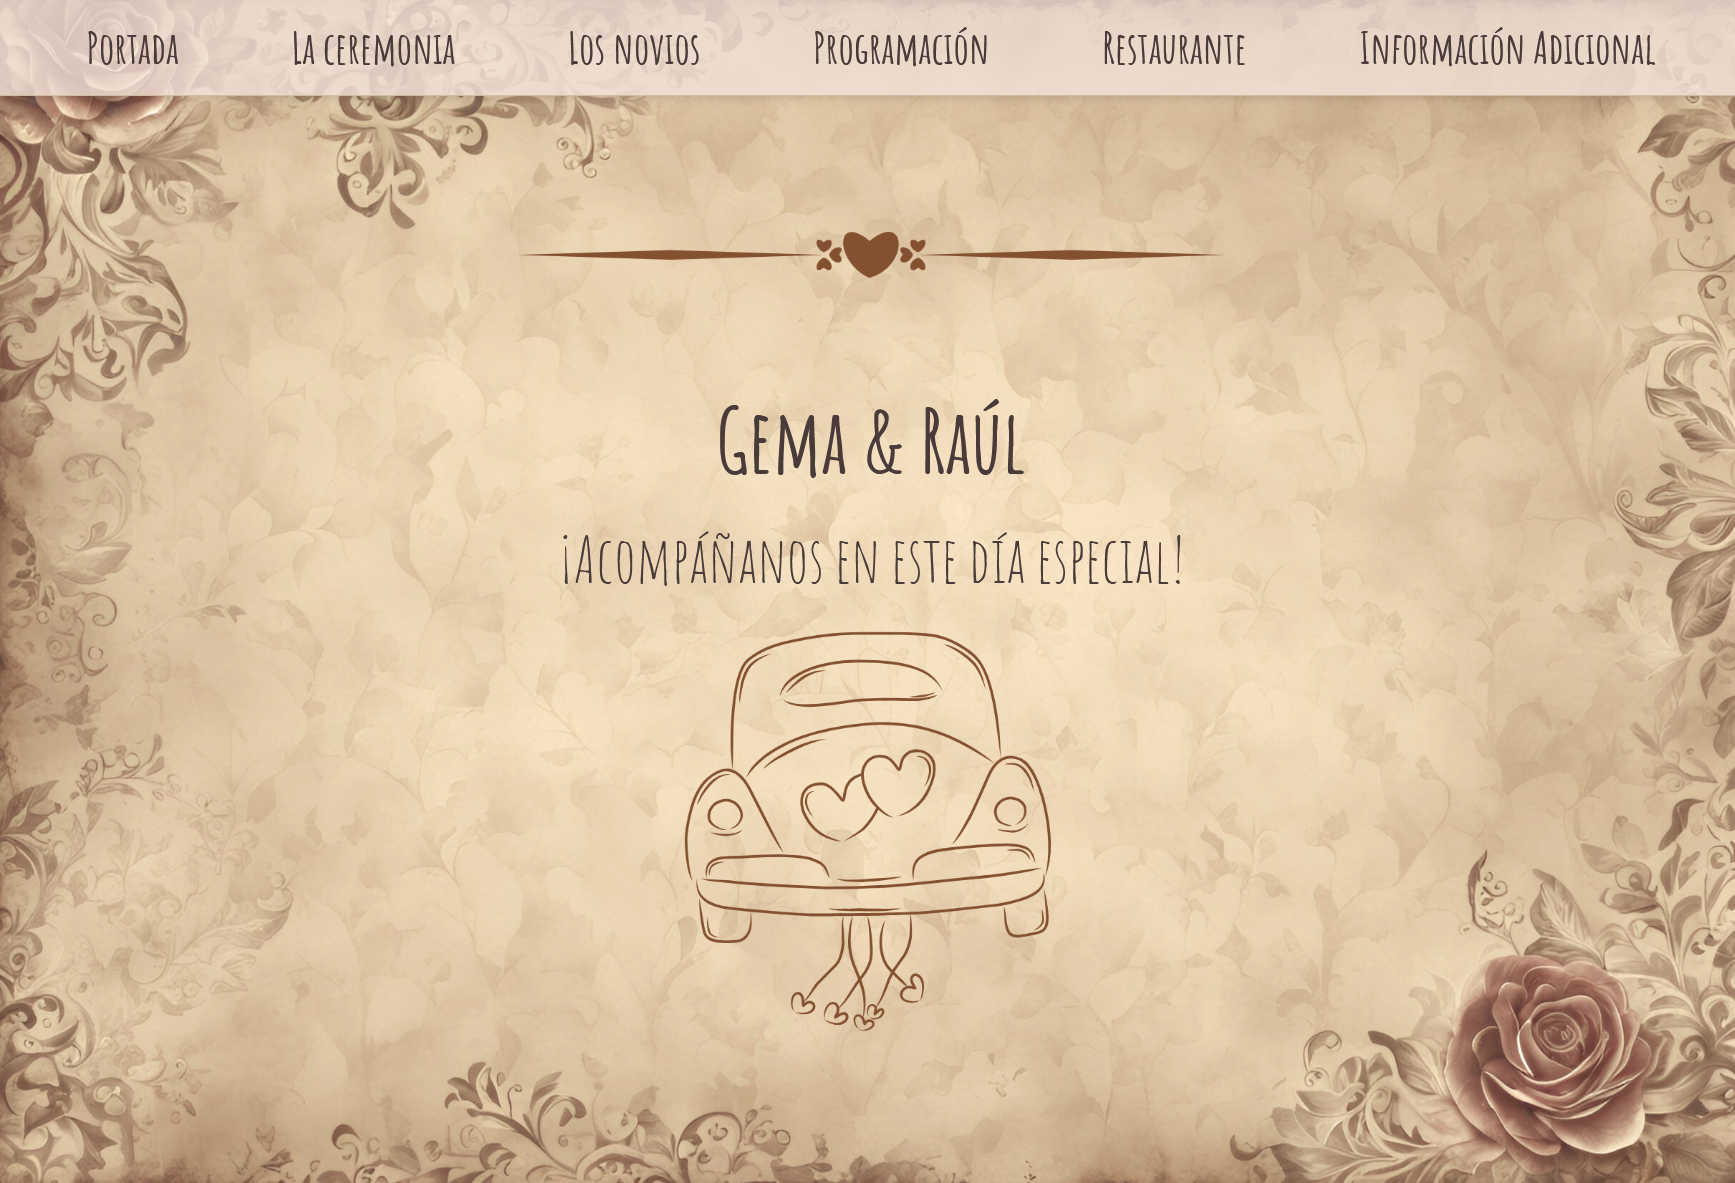 Portada
La ceremonia
Los novios
Programación
Restaurante
Información Adicional
Gema & Raúl
¡Acompáñanos en este día especial!